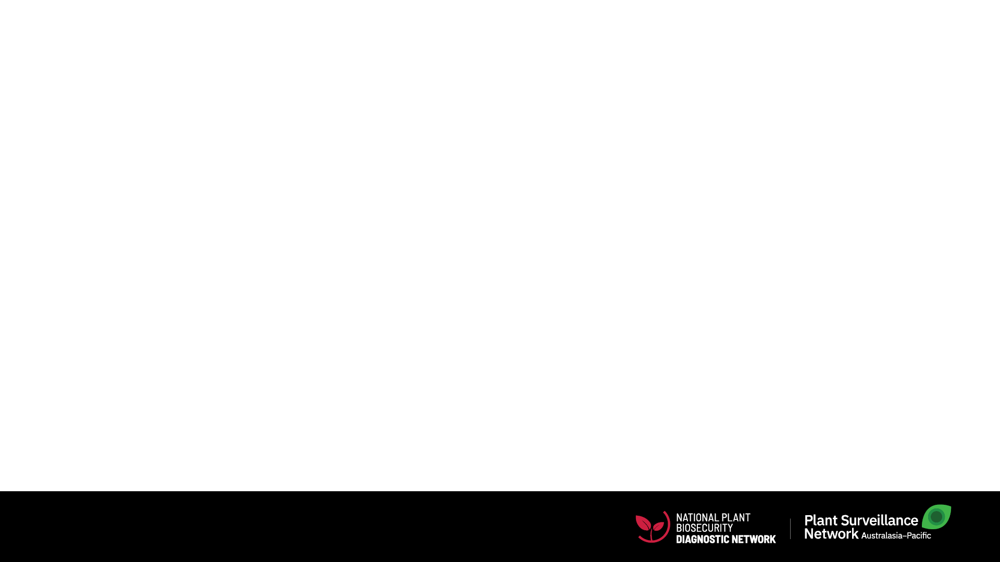 NATIONAL PLANT
BIOSECURITY
DIAGNOSTIC NETWORK
Plant Surveillance
Network Australasia–Pacific